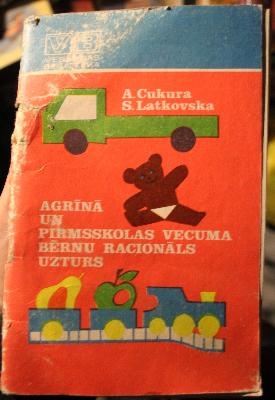 A. Cukura
S. Latkovska
AGRĪNĀ
UN
PIRMSSKOLAS VECUMA
BĒRNU RACIONĀLS
UZTURS